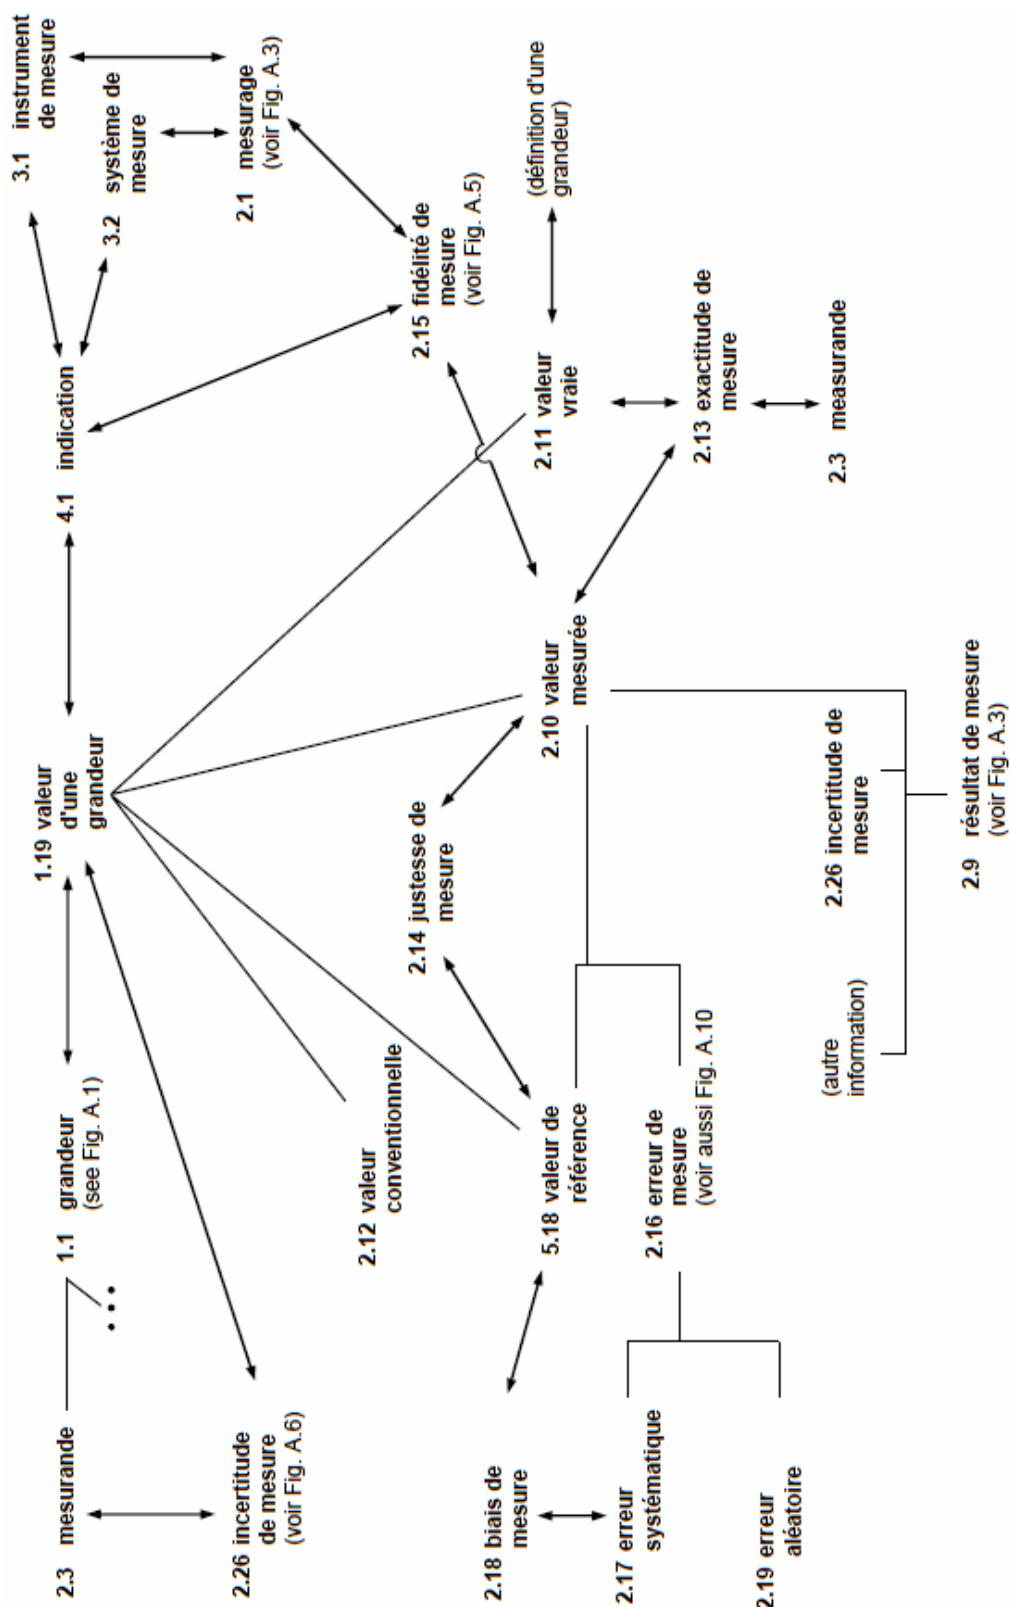 2.3 mesurande
1.1 grandeur
(see Fig. A.1)
1.19 valeur
d'une
grandeur
4.1 indication
3.1 instrument
de mesure
3.2 système de
mesure
2.1 mesurage
(voir Fig. A.3)
2.26 incertitude
de mesure
(voir Fig. A.6)
2.12 valeur
conventionnelle
2.14 justesse de
mesure
2.15 fidélité de
mesure
(voir Fig. A.5)
2.18 biais de
mesure
5.18 valeur de
référence
2.10 valeur
mesurée
2.11 valeur
vraie
(définition d'une
grandeur)
2.17 erreur
systématique
2.16 erreur de
mesure
(voir aussi Fig. A.10
2.13 exactitude de
mesure
2.19 erreur
aléatoire
(autre
information)
2.26 incertitude de
mesure
2.3 measurande
2.9 résultat de mesure
(voir Fig. A.3)